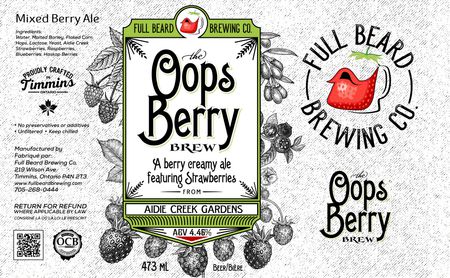 Mixed Berry Ale
Ingredients:
Water, Malted Barley, Flaked Corn,
Hops, Lactose, Yeast, Aidie Creek
Strawberries, Raspberries,
Blueberries, Haskap Berries
PROUDLY CRAFTED
IN
Timmins
ONTARIO
• No preservatives or additives
• Unfiltered • Keep chilled
Manufactured by
Fabriqué par:
Full Beard Brewing Co.
219 Wilson Ave.
Timmins, Ontario P4N 2T3
www.fullbeardbrewing.com
705-268-0444
RETURN FOR REFUND
WHERE APPLICABLE BY LAW
CONSIGNÉ LÀ OÙ LA LOI LE PRESCRIT
OCB
FULL BEARD BREWING CO.
the
Oops
Berry
BREW
A berry creamy ale
featuring Strawberries
FROM
AIDIE CREEK GARDENS
ABV 4.46%
473 ML
BEER/BIÈRE
FULL BEARD
BREWING CO.
the
Oops
Berry
BREW